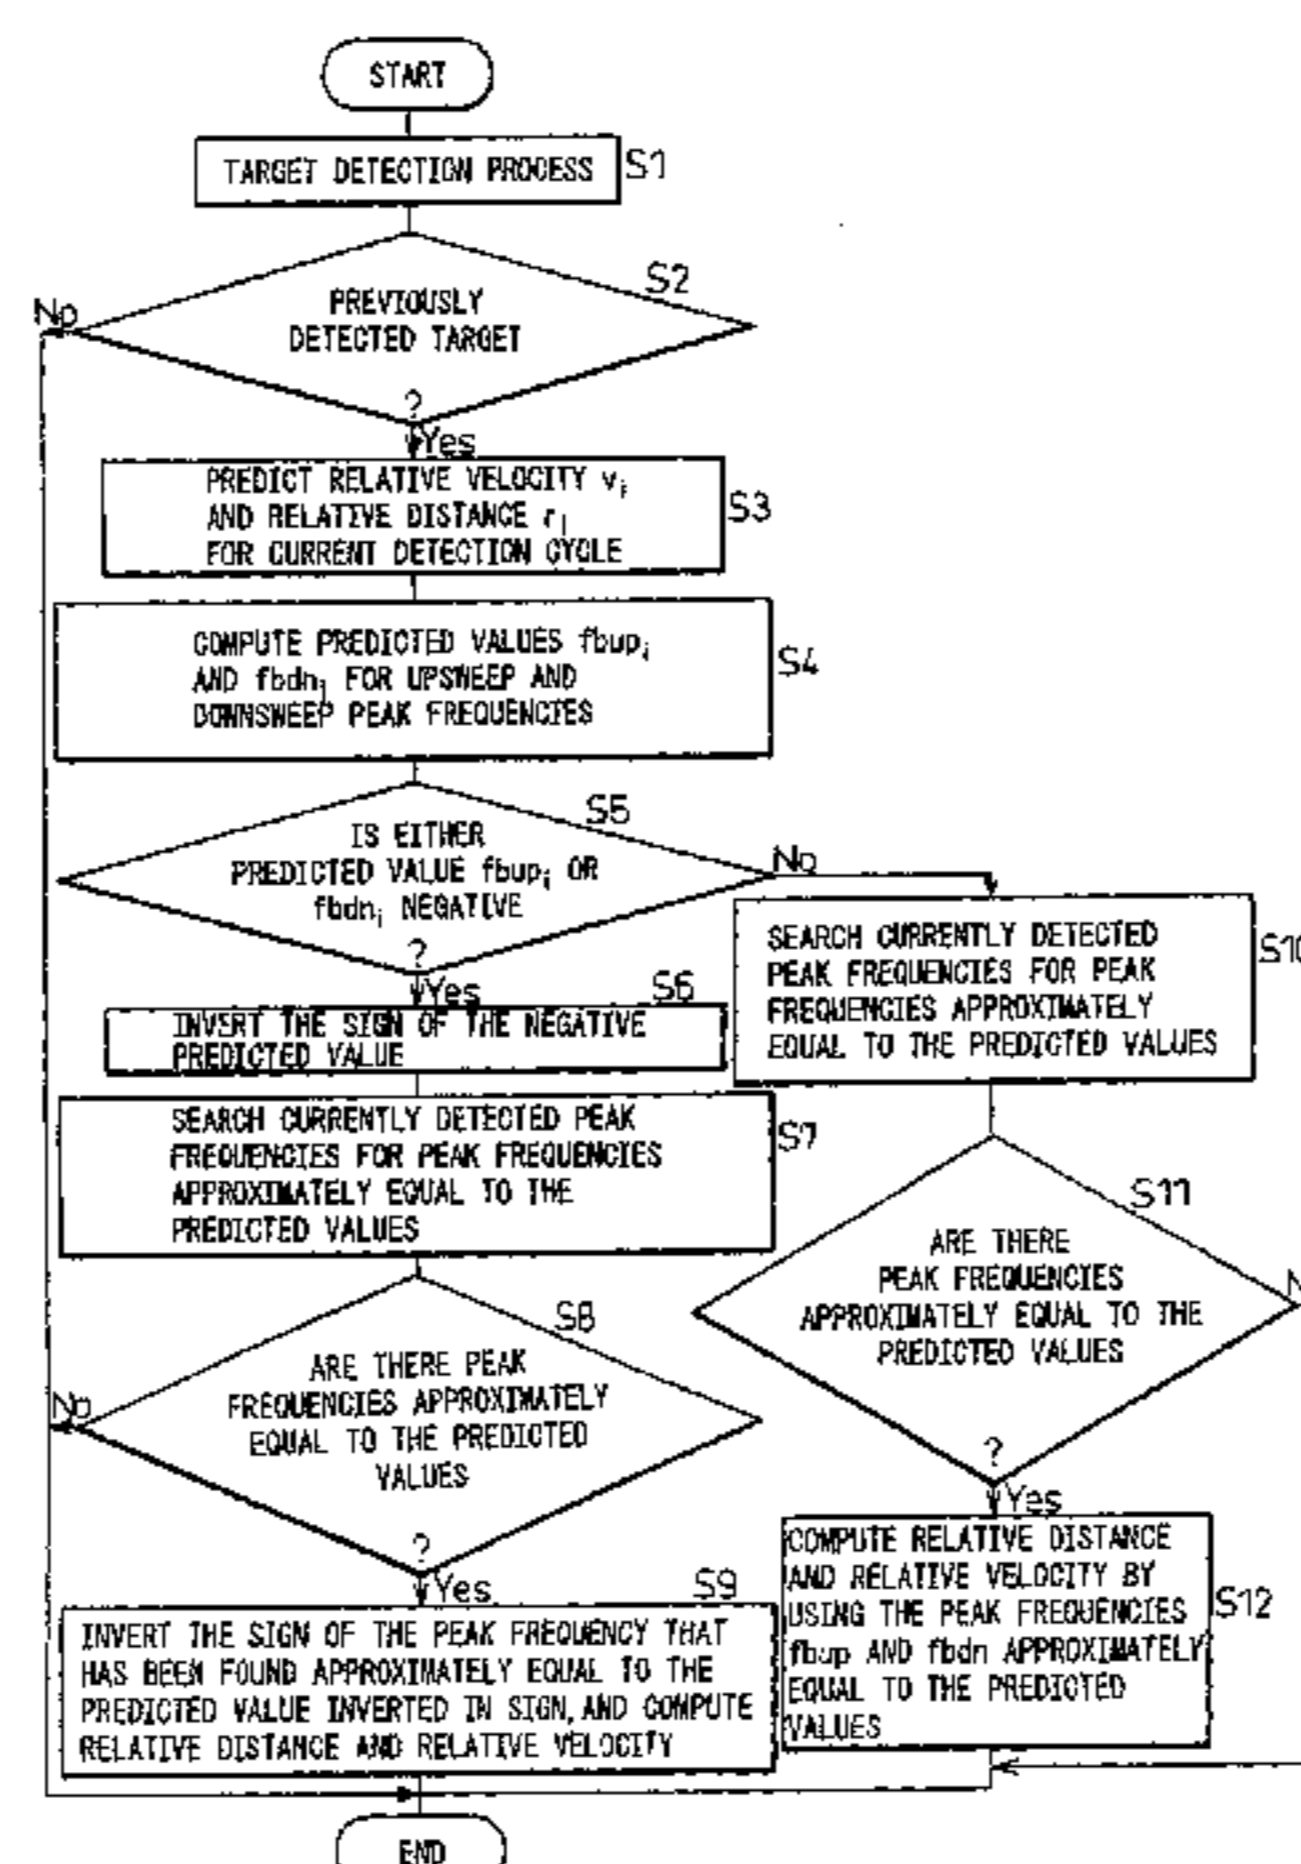 START
TARGET DETECTION PROCESS
S1
S2
No
PREVIOUSLY
DETECTED TARGET
?
Yes
PREDICT RELATIVE VELOCITY vi
AND RELATIVE DISTANCE ri
FOR CURRENT DETECTION CYCLE
S3
COMPUTE PREDICTED VALUES fbupi
AND fbdni FOR UPSWEEP AND
DOWNSWEEP PEAK FREQUENCIES
S4
S5
IS EITHER
PREDICTED VALUE fbupi OR
fbdni NEGATIVE
?
No
Yes
S6
INVERT THE SIGN OF THE NEGATIVE
PREDICTED VALUE
SEARCH CURRENTLY DETECTED PEAK
FREQUENCIES FOR PEAK FREQUENCIES
APPROXIMATELY EQUAL TO THE
PREDICTED VALUES
S7
S8
ARE THERE PEAK
FREQUENCIES APPROXIMATELY
EQUAL TO THE PREDICTED
VALUES
?
No
Yes
S9
INVERT THE SIGN OF THE PEAK FREQUENCY THAT
HAS BEEN FOUND APPROXIMATELY EQUAL TO THE
PREDICTED VALUE INVERTED IN SIGN, AND COMPUTE
RELATIVE DISTANCE AND RELATIVE VELOCITY
SEARCH CURRENTLY DETECTED
PEAK FREQUENCIES FOR PEAK
FREQUENCIES APPROXIMATELY
EQUAL TO THE PREDICTED VALUES
S10
S11
ARE THERE
PEAK FREQUENCIES
APPROXIMATELY EQUAL TO THE
PREDICTED VALUES
?
Yes
COMPUTE RELATIVE DISTANCE
AND RELATIVE VELOCITY BY
USING THE PEAK FREQUENCIES
fbup AND fbdn APPROXIMATELY
EQUAL TO THE PREDICTED
VALUES
S12
END